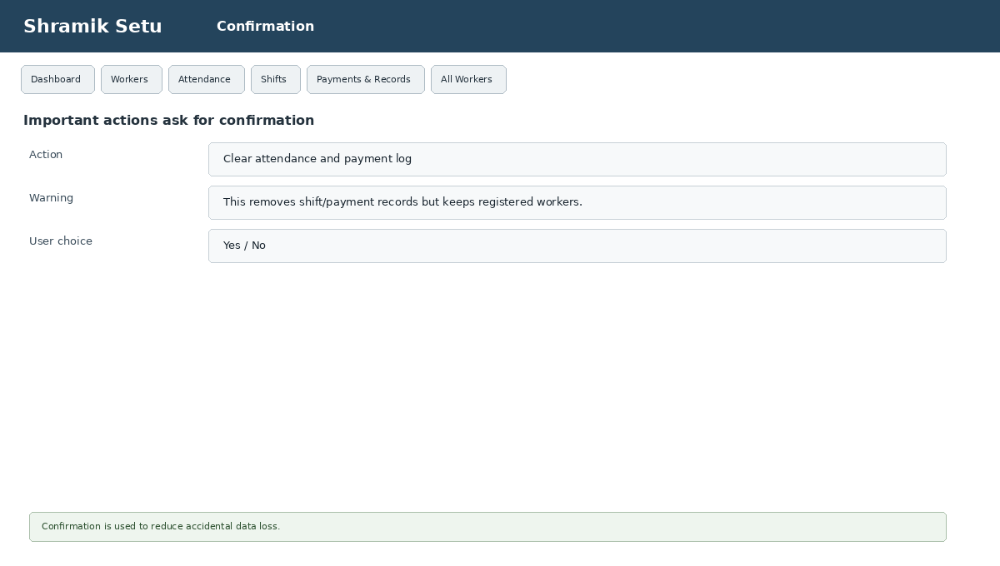 Shramik Setu Confirmation
Dashboard Workers Attendance Shifts Payments & Records All Workers
Important actions ask for confirmation
Action Clear attendance and payment log
Warning This removes shift/payment records but keeps registered workers.
User choice Yes / No
Confirmation is used to reduce accidental data loss.